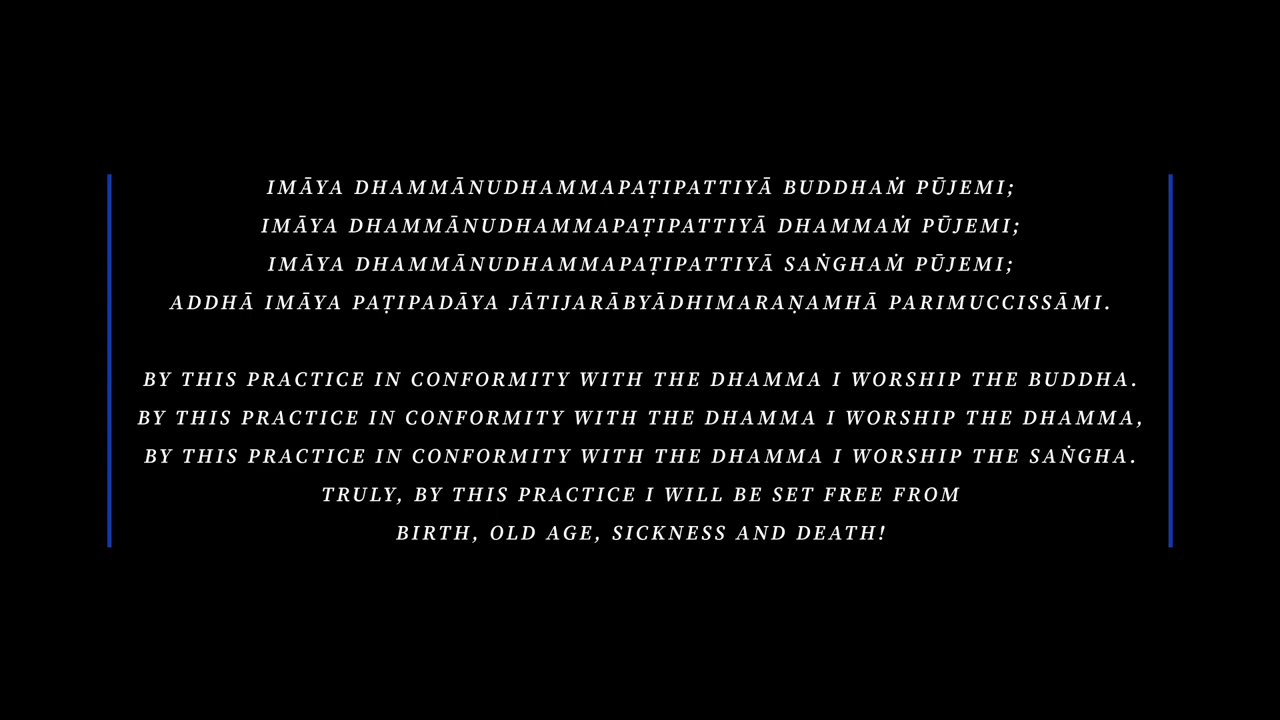 IMĀYA DHAMMĀNUDHAMMAPAṬIPATTIYĀ BUDDHAṀ PŪJEMI;
IMĀYA DHAMMĀNUDHAMMAPAṬIPATTIYĀ DHAMMAṀ PŪJEMI;
IMĀYA DHAMMĀNUDHAMMAPAṬIPATTIYĀ SAṄGHAṀ PŪJEMI;
ADDHĀ IMĀYA PAṬIPADĀYA JĀTIJARĀBYĀDHIMARAṆAMHĀ PARIMUCCISSĀMI.
BY THIS PRACTICE IN CONFORMITY WITH THE DHAMMA I WORSHIP THE BUDDHA.
BY THIS PRACTICE IN CONFORMITY WITH THE DHAMMA I WORSHIP THE DHAMMA,
BY THIS PRACTICE IN CONFORMITY WITH THE DHAMMA I WORSHIP THE SAṄGHA.
TRULY, BY THIS PRACTICE I WILL BE SET FREE FROM
BIRTH, OLD AGE, SICKNESS AND DEATH!